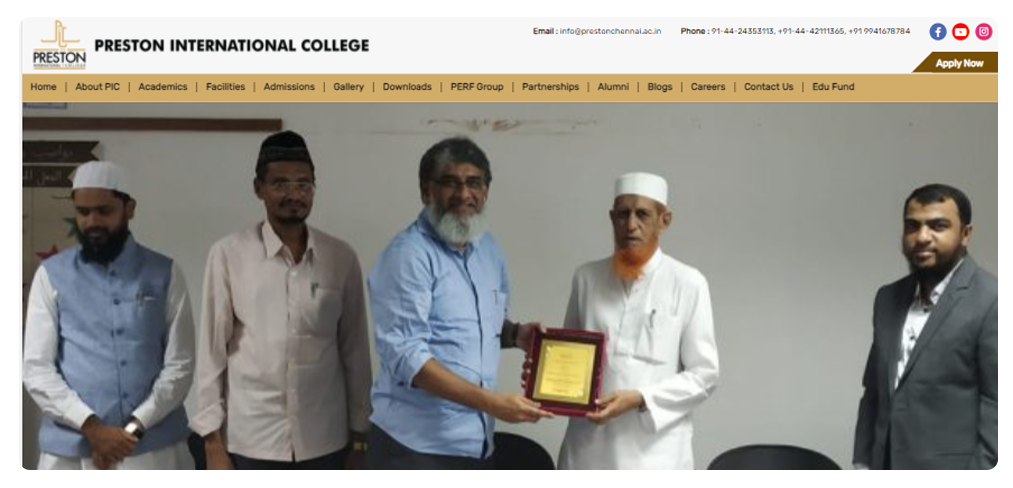 PRESTON
PRESTON INTERNATIONAL COLLEGE
Email : info@prestonchennai.ac.in Phone : 91-44-24353113, +91-44-42111365, +91 9941678784
Apply Now
Home | About PIC | Academics | Facilities | Admissions | Gallery | Downloads | PERF Group | Partnerships | Alumni | Blogs | Careers | Contact Us | Edu Fund